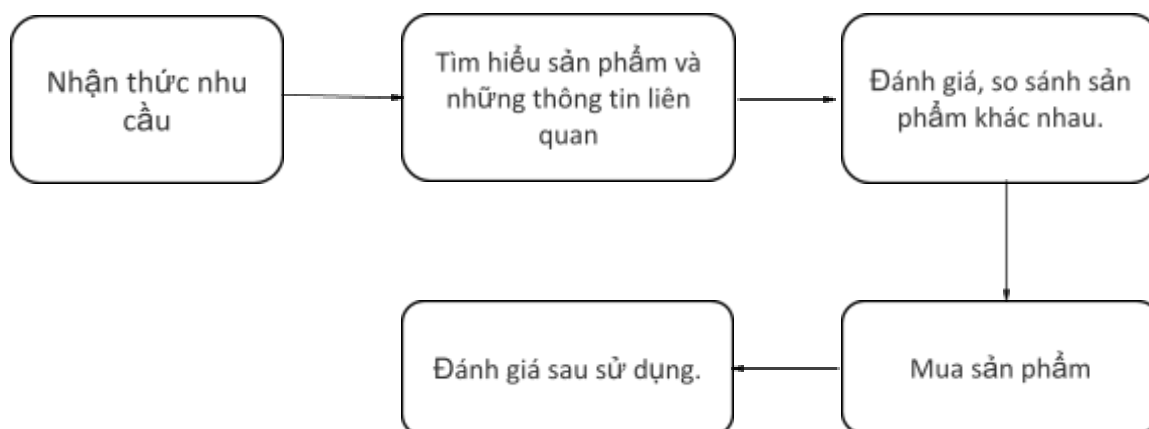 Nhận thức nhu
cầu
Tìm hiểu sản phẩm và
những thông tin liên
quan
Đánh giá, so sánh sản
phẩm khác nhau.
Mua sản phẩm
Đánh giá sau sử dụng.